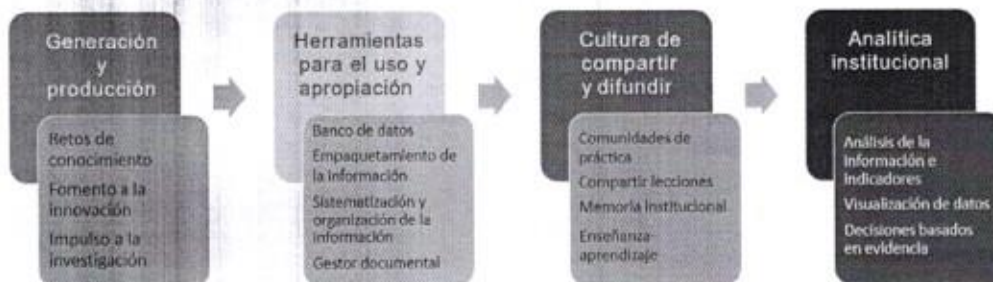 Generación
y
producción
Retos de
conocimiento
Fomento a la
innovación
Impulso a la
investigación
Herramientas
para el uso y
apropiación
Banco de datos
Empaquetamiento de
la información
Sistematización y
organización de la
información
Gestor documental
Cultura de
compartir
y difundir
Comunidades de
práctica
Compartir lecciones
Memoria institucional
Enseñanza-
aprendizaje
Analítica
institucional
Análisis de la
información e
indicadores
Visualización de datos
Decisiones basados
en evidencia